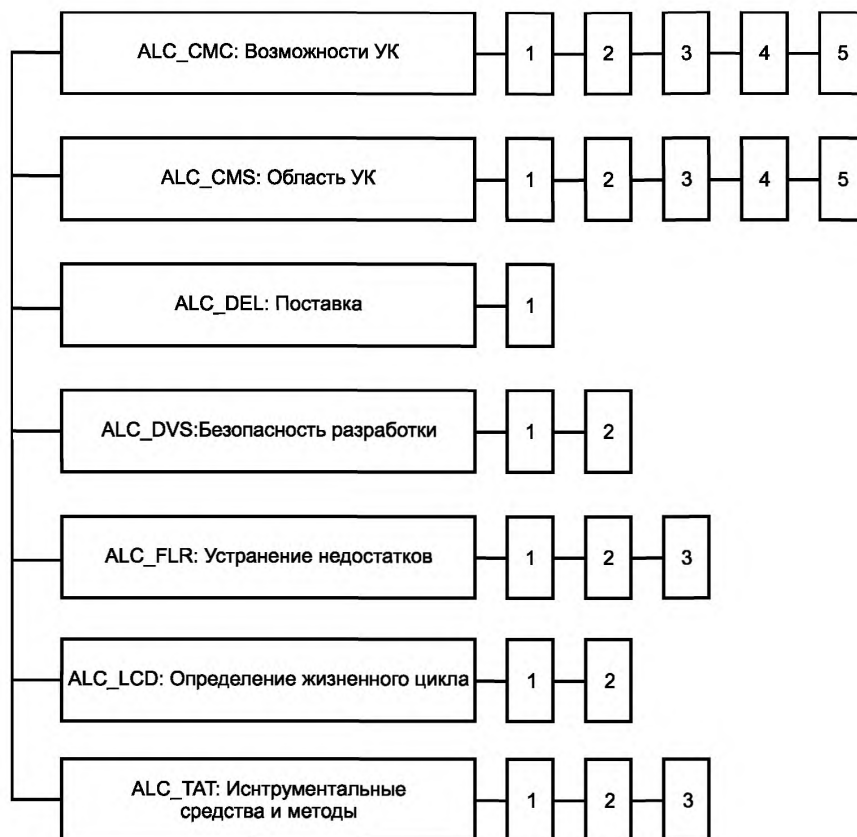 ALC_CMC: Возможности УК 1 2 3 4 5
ALC_CMS: Область УК 1 2 3 4 5
ALC_DEL: Поставка 1
ALC_DVS:Безопасность разработки 1 2
ALC_FLR: Устранение недостатков 1 2 3
ALC_LCD: Определение жизненного цикла 1 2
ALC_TAT: Иснтрументальные
средства и методы 1 2 3